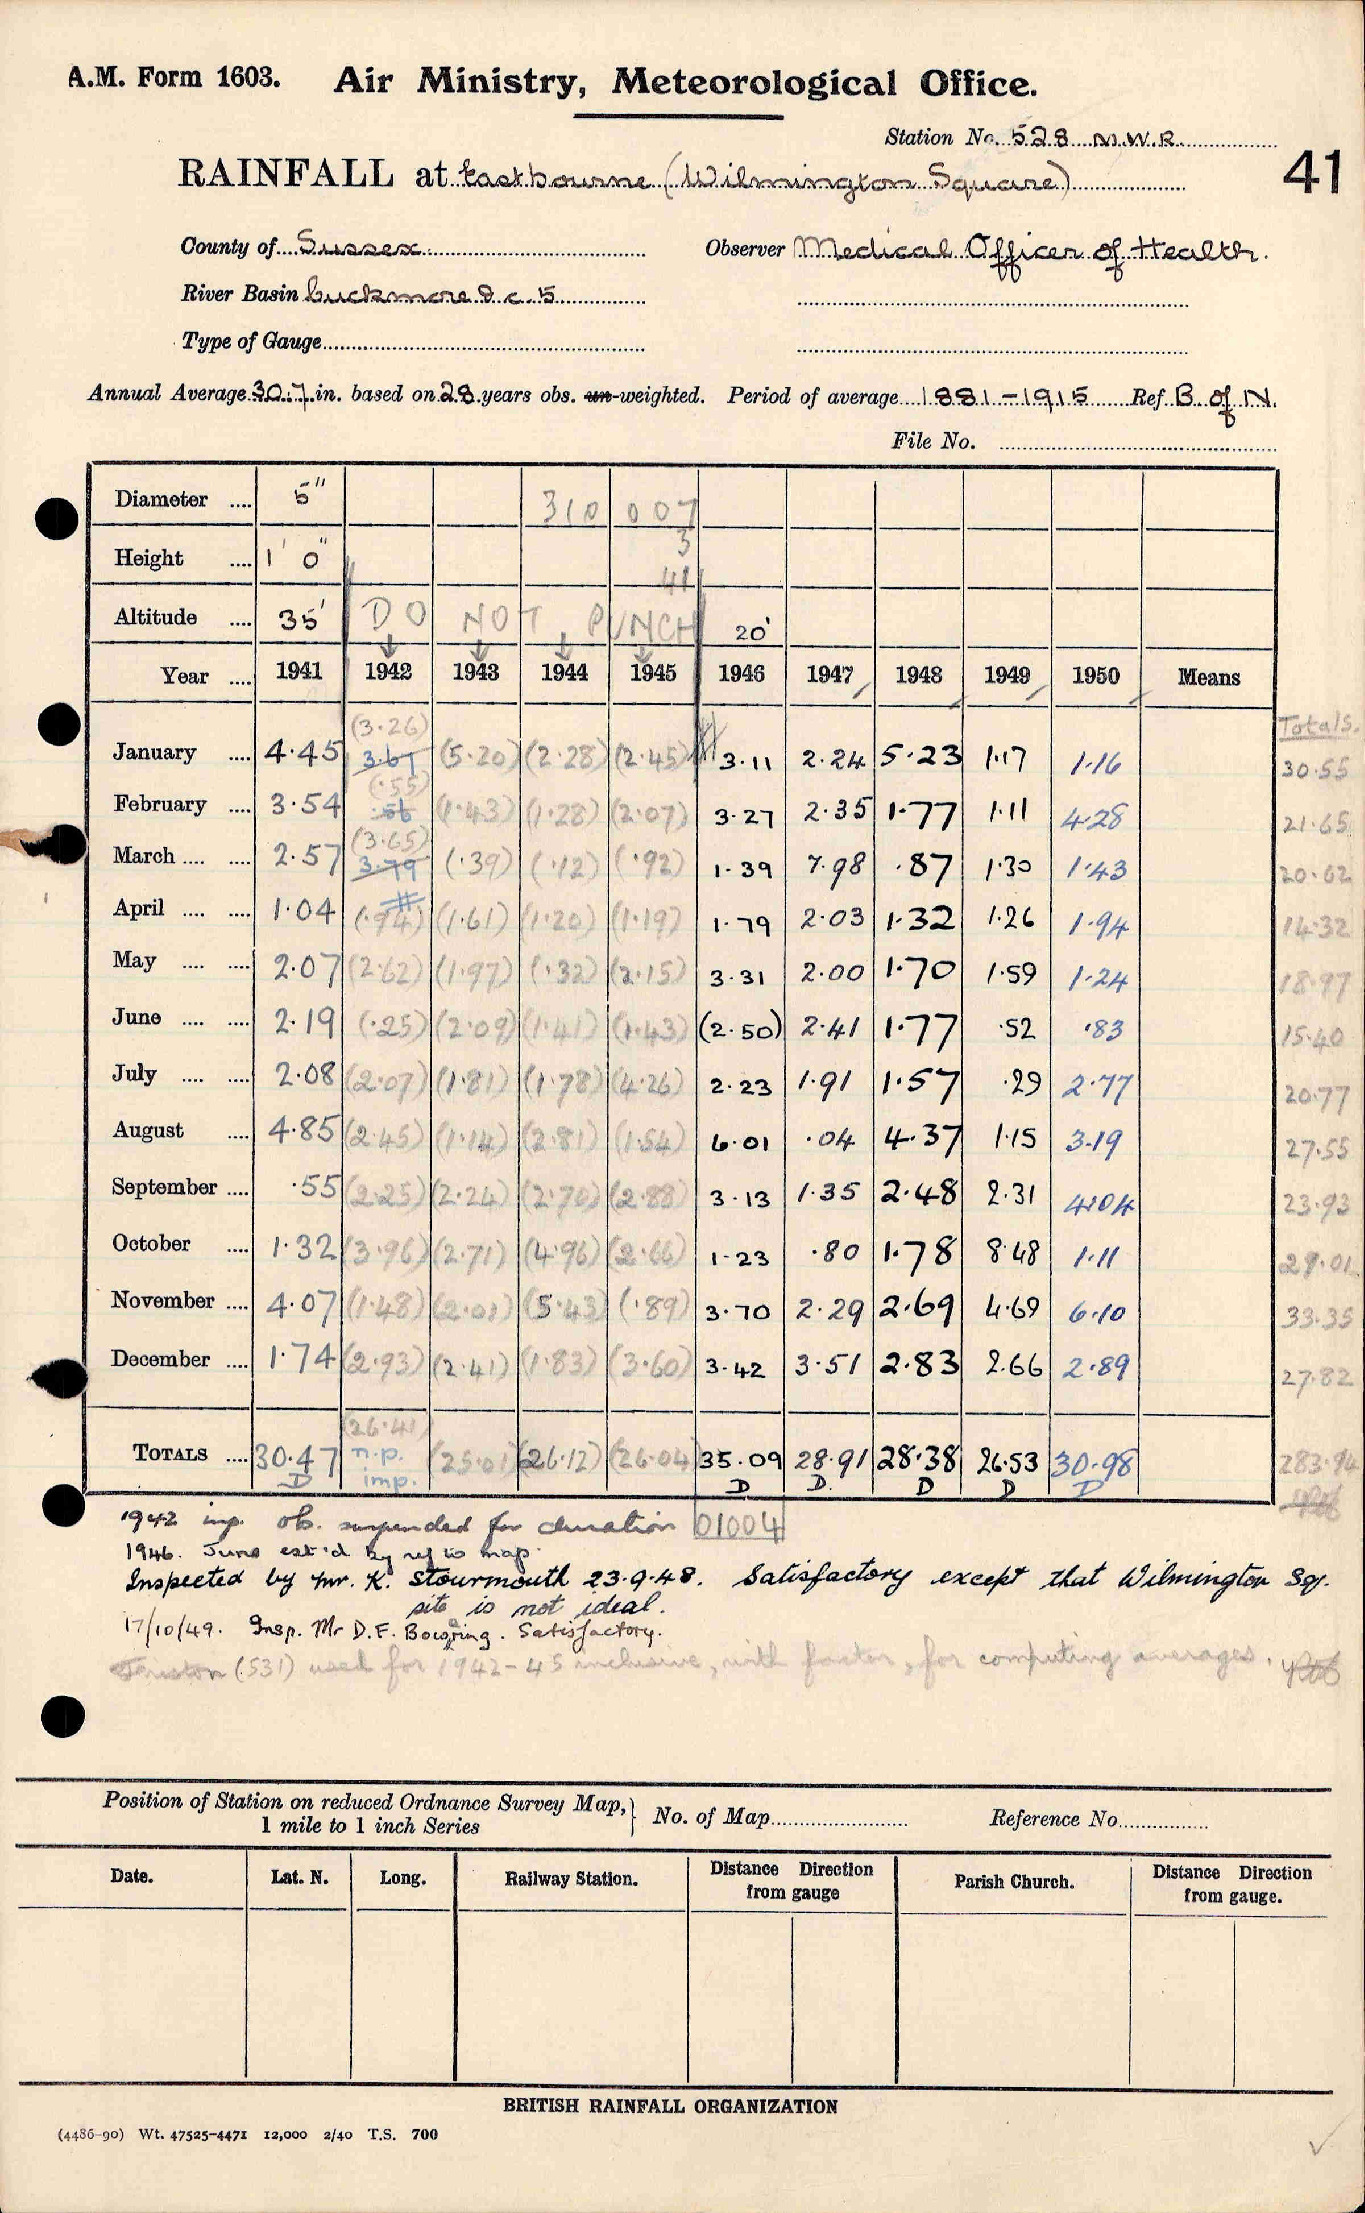 A.M. Form 1603. Air Ministry, Meteorological Office.
Station No. 528 M.W.R.
RAINFALL at Eastbourne (Wilmington Square) 41
County of Sussex Observer Medical Officer of Health.
River Basin Cuckmere & c. 5
Type of Gauge
Annual Average 30.7 in. based on 28 years obs. un-weighted. Period of average 1881-1915 Ref. B. of N.
File No.
Diameter .... 5" 310 007
Height .... 1' 0" 3
41
Altitude .... 35' DO NOT PUNCH 20'
Year .... 1941 1942 1943 1944 1945 1946 1947 1948 1949 1950 Means
(3.26) Totals.
January .... 4.45 3.61 (5.20) (2.28) (2.45) 3.11 2.24 5.23 1.17 1.16 30.55
(.55)
February .... 3.54 .56 (1.43) (1.28) (2.07) 3.27 2.35 1.77 1.11 4.28 21.65
(3.65)
March .... .... 2.57 3.79 (.39) (.12) (.92) 1.39 7.98 .87 1.30 1.43 20.62
April .... .... 1.04 (.94) (1.61) (1.20) (1.19) 1.79 2.03 1.32 1.26 1.94 14.32
May .... .... 2.07 (2.62) (1.97) (.32) (2.15) 3.31 2.00 1.70 1.59 1.24 18.97
June .... .... 2.19 (.25) (2.09) (1.41) (1.43) (2.50) 2.41 1.77 .52 .83 15.40
July .... .... 2.08 (2.07) (1.81) (1.78) (4.26) 2.23 1.91 1.57 .29 2.77 20.77
August .... 4.85 (2.45) (1.14) (2.81) (1.54) 6.01 .04 4.37 1.15 3.19 27.55
September .... .55 (2.25) (2.24) (2.70) (2.88) 3.13 1.35 2.48 2.31 4.04 23.93
October .... 1.32 (3.96) (2.71) (4.96) (2.66) 1.23 .80 1.78 8.48 1.11 29.01
November .... 4.07 (1.48) (2.01) (5.43) (.89) 3.70 2.29 2.69 4.69 6.10 33.35
December .... 1.74 (2.93) (2.41) (1.83) (3.60) 3.42 3.51 2.83 2.66 2.89 27.82
(26.41)
TOTALS .... 30.47 n.p. (25.01) (26.12) (26.04) 35.09 28.91 28.38 26.53 30.98 283.94
D imp. D D. D D D
1942 imp. ob. suspended for duration 01004
1946. June est'd by ref to map.
Inspected by Mr. K. Stourmouth 23.9.48. Satisfactory except that Wilmington Sq.
site is not ideal.
17/10/49. Insp. Mr D.F. Bowring. Satisfactory.
Friston (531) used for 1942-45 inclusive, with factor, for computing averages.
Position of Station on reduced Ordnance Survey Map, 1 mile to 1 inch Series } No. of Map Reference No.
Date. Lat. N. Long. Railway Station. Distance from gauge Direction Parish Church. Distance Direction from gauge.
BRITISH RAINFALL ORGANIZATION
(4486-90) Wt. 47525-4471 12,000 2/40 T.S. 700